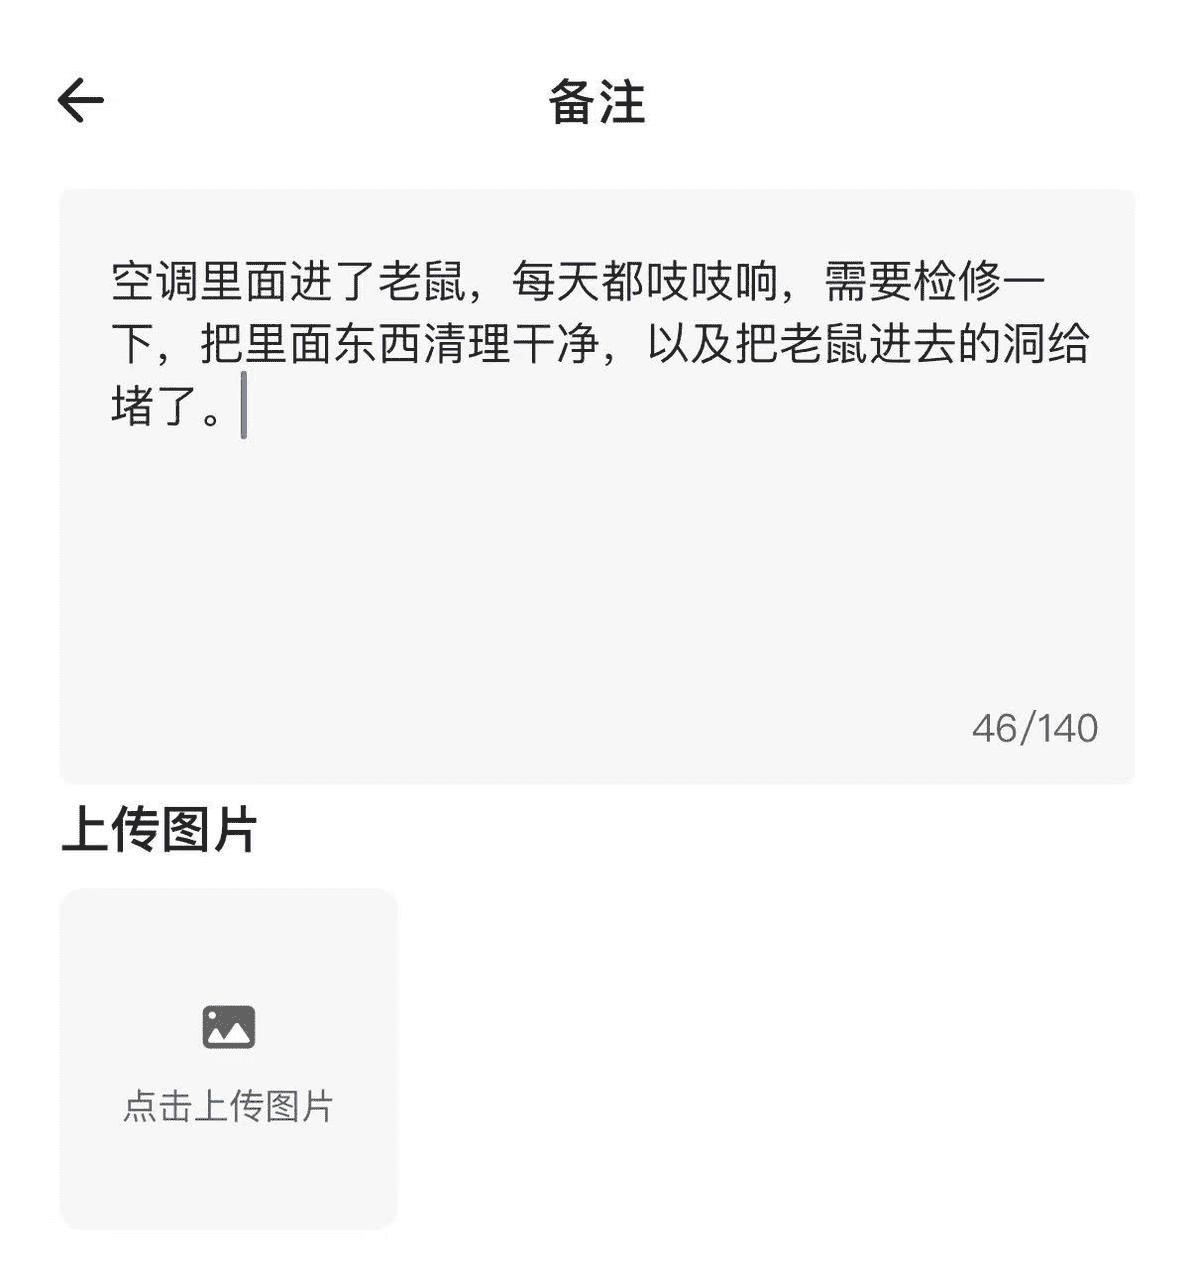 备注
空调里面进了老鼠，每天都吱吱响，需要检修一
下，把里面东西清理干净，以及把老鼠进去的洞给
堵了。
46/140
上传图片
点击上传图片